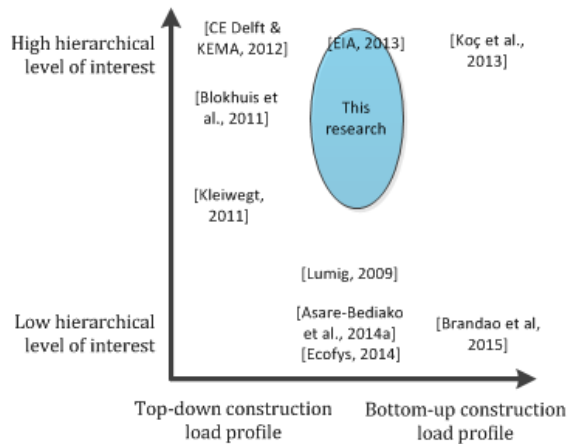 High hierarchical
level of interest
[CE Delft &
KEMA, 2012]
[EIA, 2013]
[Koç et al.,
2013]
[Blokhuis et
al., 2011]
This
research
[Kleiwegt,
2011]
[Lumig, 2009]
Low hierarchical
level of interest
[Asare-Bediako
et al., 2014a]
[Ecofys, 2014]
[Brandao et al,
2015]
Top-down construction
load profile
Bottom-up construction
load profile